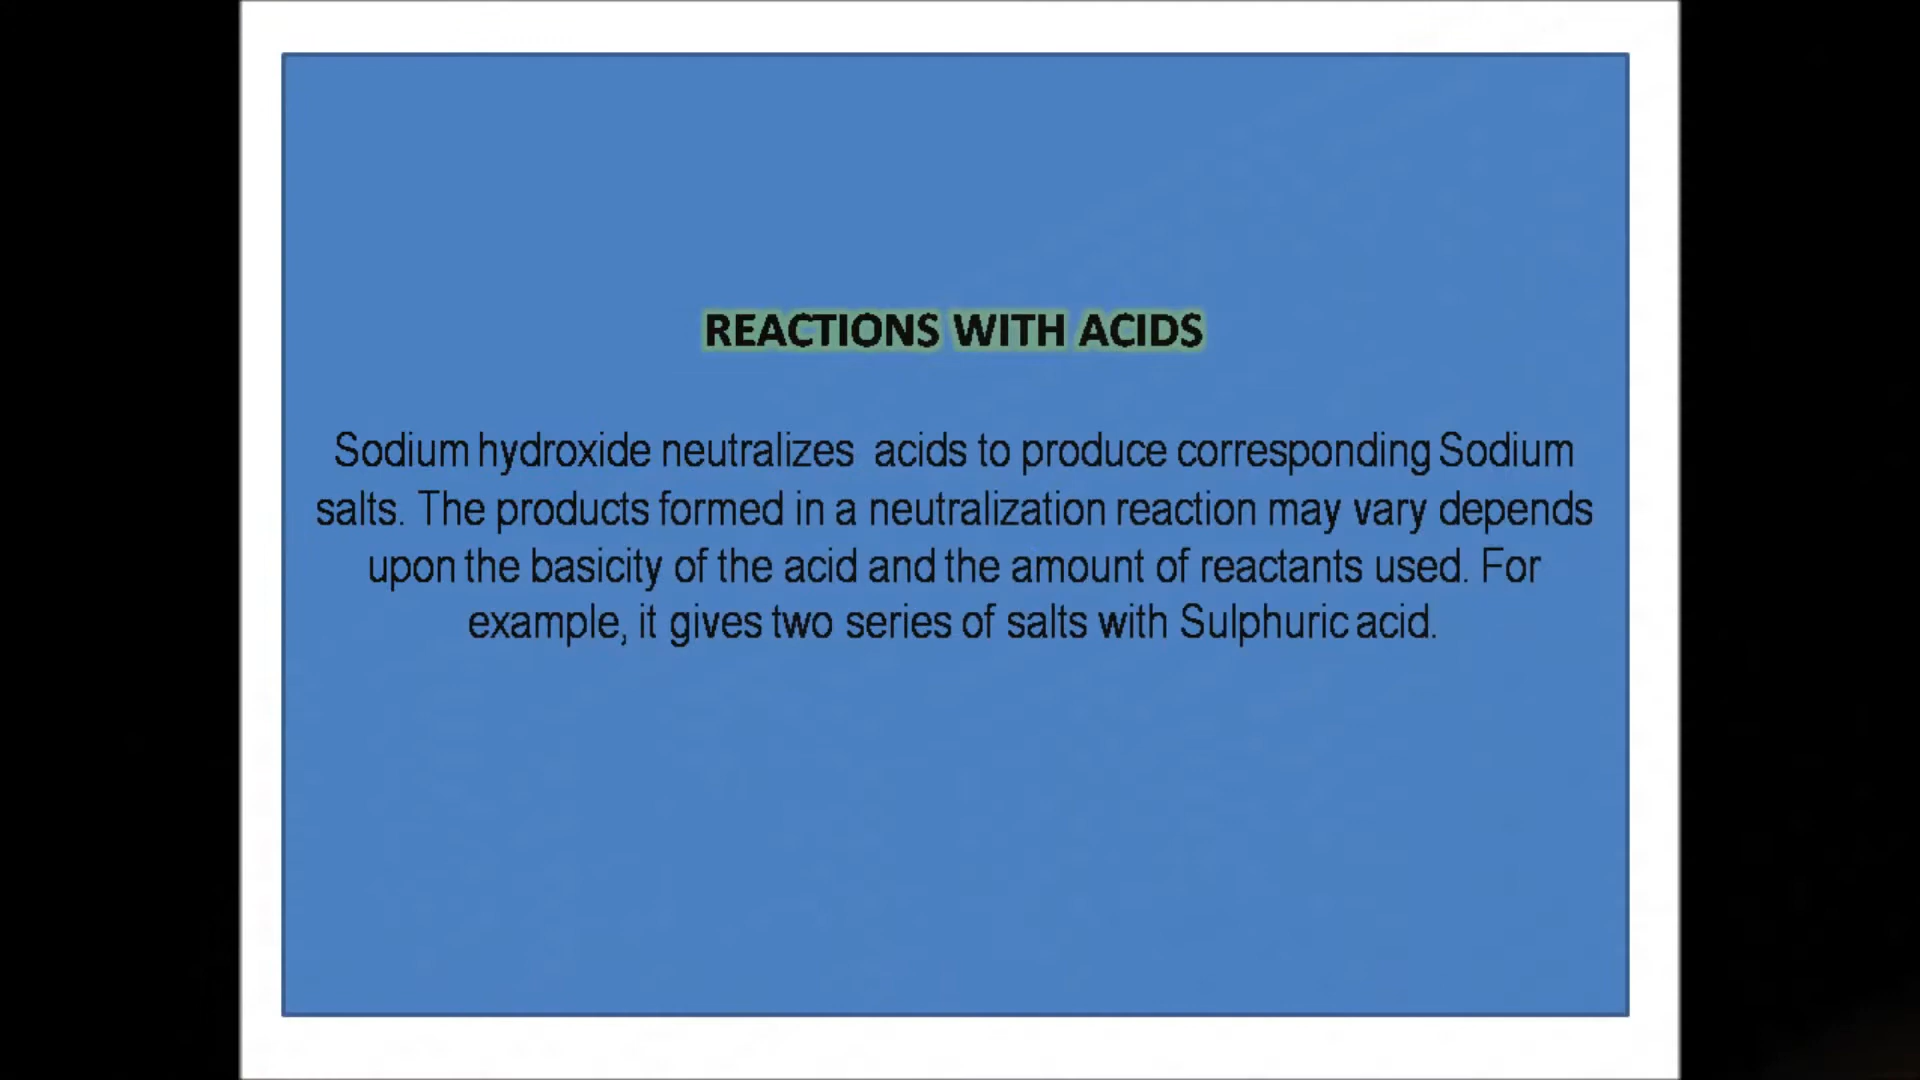 REACTIONS WITH ACIDS
Sodium hydroxide neutralizes acids to produce corresponding Sodium
salts. The products formed in a neutralization reaction may vary depends
upon the basicity of the acid and the amount of reactants used. For
example, it gives two series of salts with Sulphuric acid.